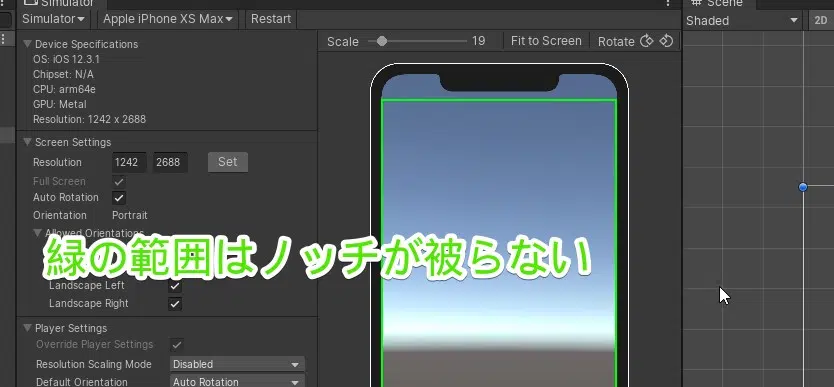 Simulator
Scene
Simulator Apple iPhone XS Max Restart
Shaded 2D
Scale 19 Fit to Screen Rotate
Device Specifications
OS: iOS 12.3.1
Chipset: N/A
CPU: arm64e
GPU: Metal
Resolution: 1242 x 2688
Screen Settings
Resolution 1242 2688 Set
Full Screen
Auto Rotation
Orientation Portrait
Allowed Orientations
緑の範囲はノッチが被らない
Landscape Left
Landscape Right
Player Settings
Override Player Settings
Resolution Scaling Mode Disabled
Default Orientation Auto Rotation